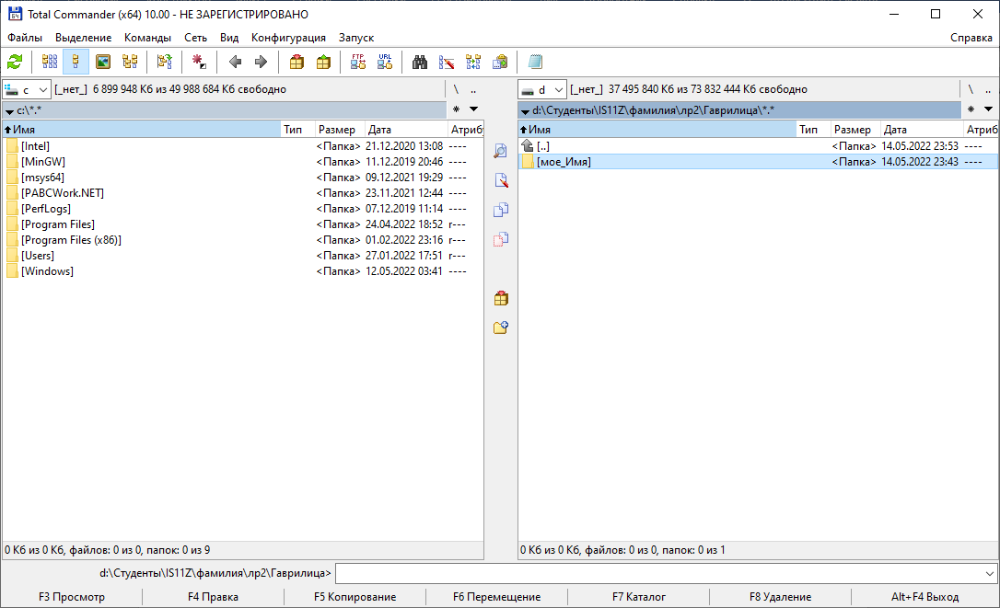 Total Commander (x64) 10.00 - НЕ ЗАРЕГИСТРИРОВАНО
Файлы Выделение Команды Сеть Вид Конфигурация Запуск Справка
FTP URL
c [_нет_] 6 899 948 Кб из 49 988 684 Кб свободно \ ..
c:\*.* *
Имя Тип Размер Дата Атрибу
[Intel] <Папка> 21.12.2020 13:08 ----
[MinGW] <Папка> 11.12.2019 20:46 ----
[msys64] <Папка> 09.12.2021 19:29 ----
[PABCWork.NET] <Папка> 23.11.2021 12:44 ----
[PerfLogs] <Папка> 07.12.2019 11:14 ----
[Program Files] <Папка> 24.04.2022 18:52 r---
[Program Files (x86)] <Папка> 01.02.2022 23:16 r---
[Users] <Папка> 27.01.2022 17:51 r---
[Windows] <Папка> 12.05.2022 03:41 ----
0 Кб из 0 Кб, файлов: 0 из 0, папок: 0 из 9
d [_нет_] 37 495 840 Кб из 73 832 444 Кб свободно \ ..
d:\Студенты\IS11Z\фамилия\лр2\Гаврилица\*.* *
Имя Тип Размер Дата Атриб
[..] <Папка> 14.05.2022 23:53 ----
[мое_Имя] <Папка> 14.05.2022 23:43 ----
0 Кб из 0 Кб, файлов: 0 из 0, папок: 0 из 1
d:\Студенты\IS11Z\фамилия\лр2\Гаврилица>
F3 Просмотр F4 Правка F5 Копирование F6 Перемещение F7 Каталог F8 Удаление Alt+F4 Выход